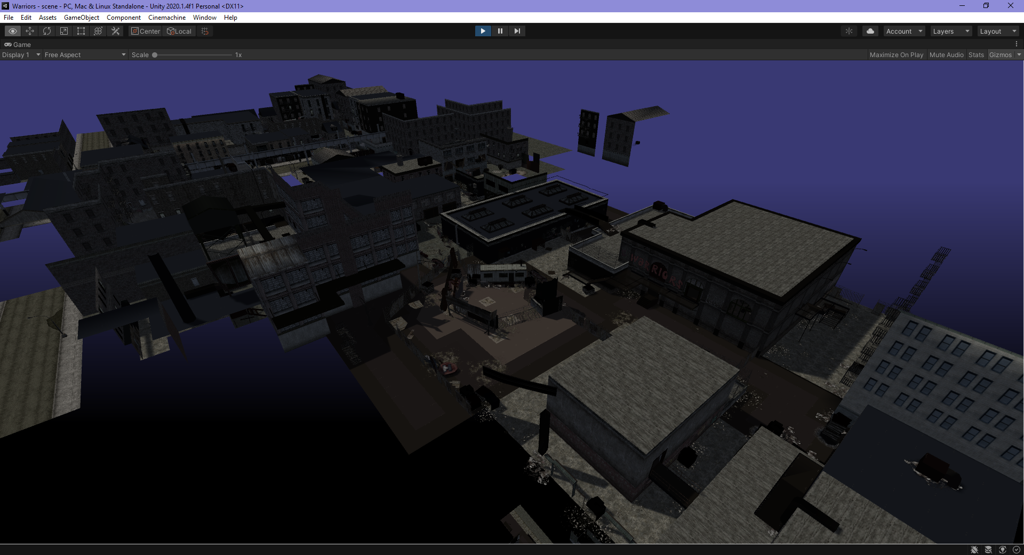 Warriors - scene - PC, Mac & Linux Standalone - Unity 2020.1.4f1 Personal <DX11>
File Edit Assets GameObject Component Cinemachine Window Help
Center Local Account Layers Layout
Game
Display 1 Free Aspect Scale 1x Maximize On Play Mute Audio Stats Gizmos